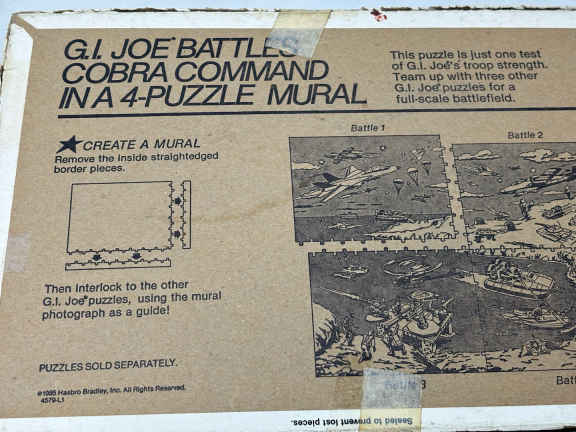 G.I. JOE BATTLES
COBRA COMMAND
IN A 4-PUZZLE MURAL
This puzzle is just one test
of G.I. Joe's troop strength.
Team up with three other
G.I. Joe® puzzles for a
full-scale battlefield.
CREATE A MURAL
Remove the inside straightedged
border pieces.
Battle 1
Battle 2
Then interlock to the other
G.I. Joe® puzzles, using the mural
photograph as a guide!
PUZZLES SOLD SEPARATELY.
©1985 Hasbro Bradley, Inc. All Rights Reserved.
4579-L1
Battle 3
Sealed to prevent lost pieces.